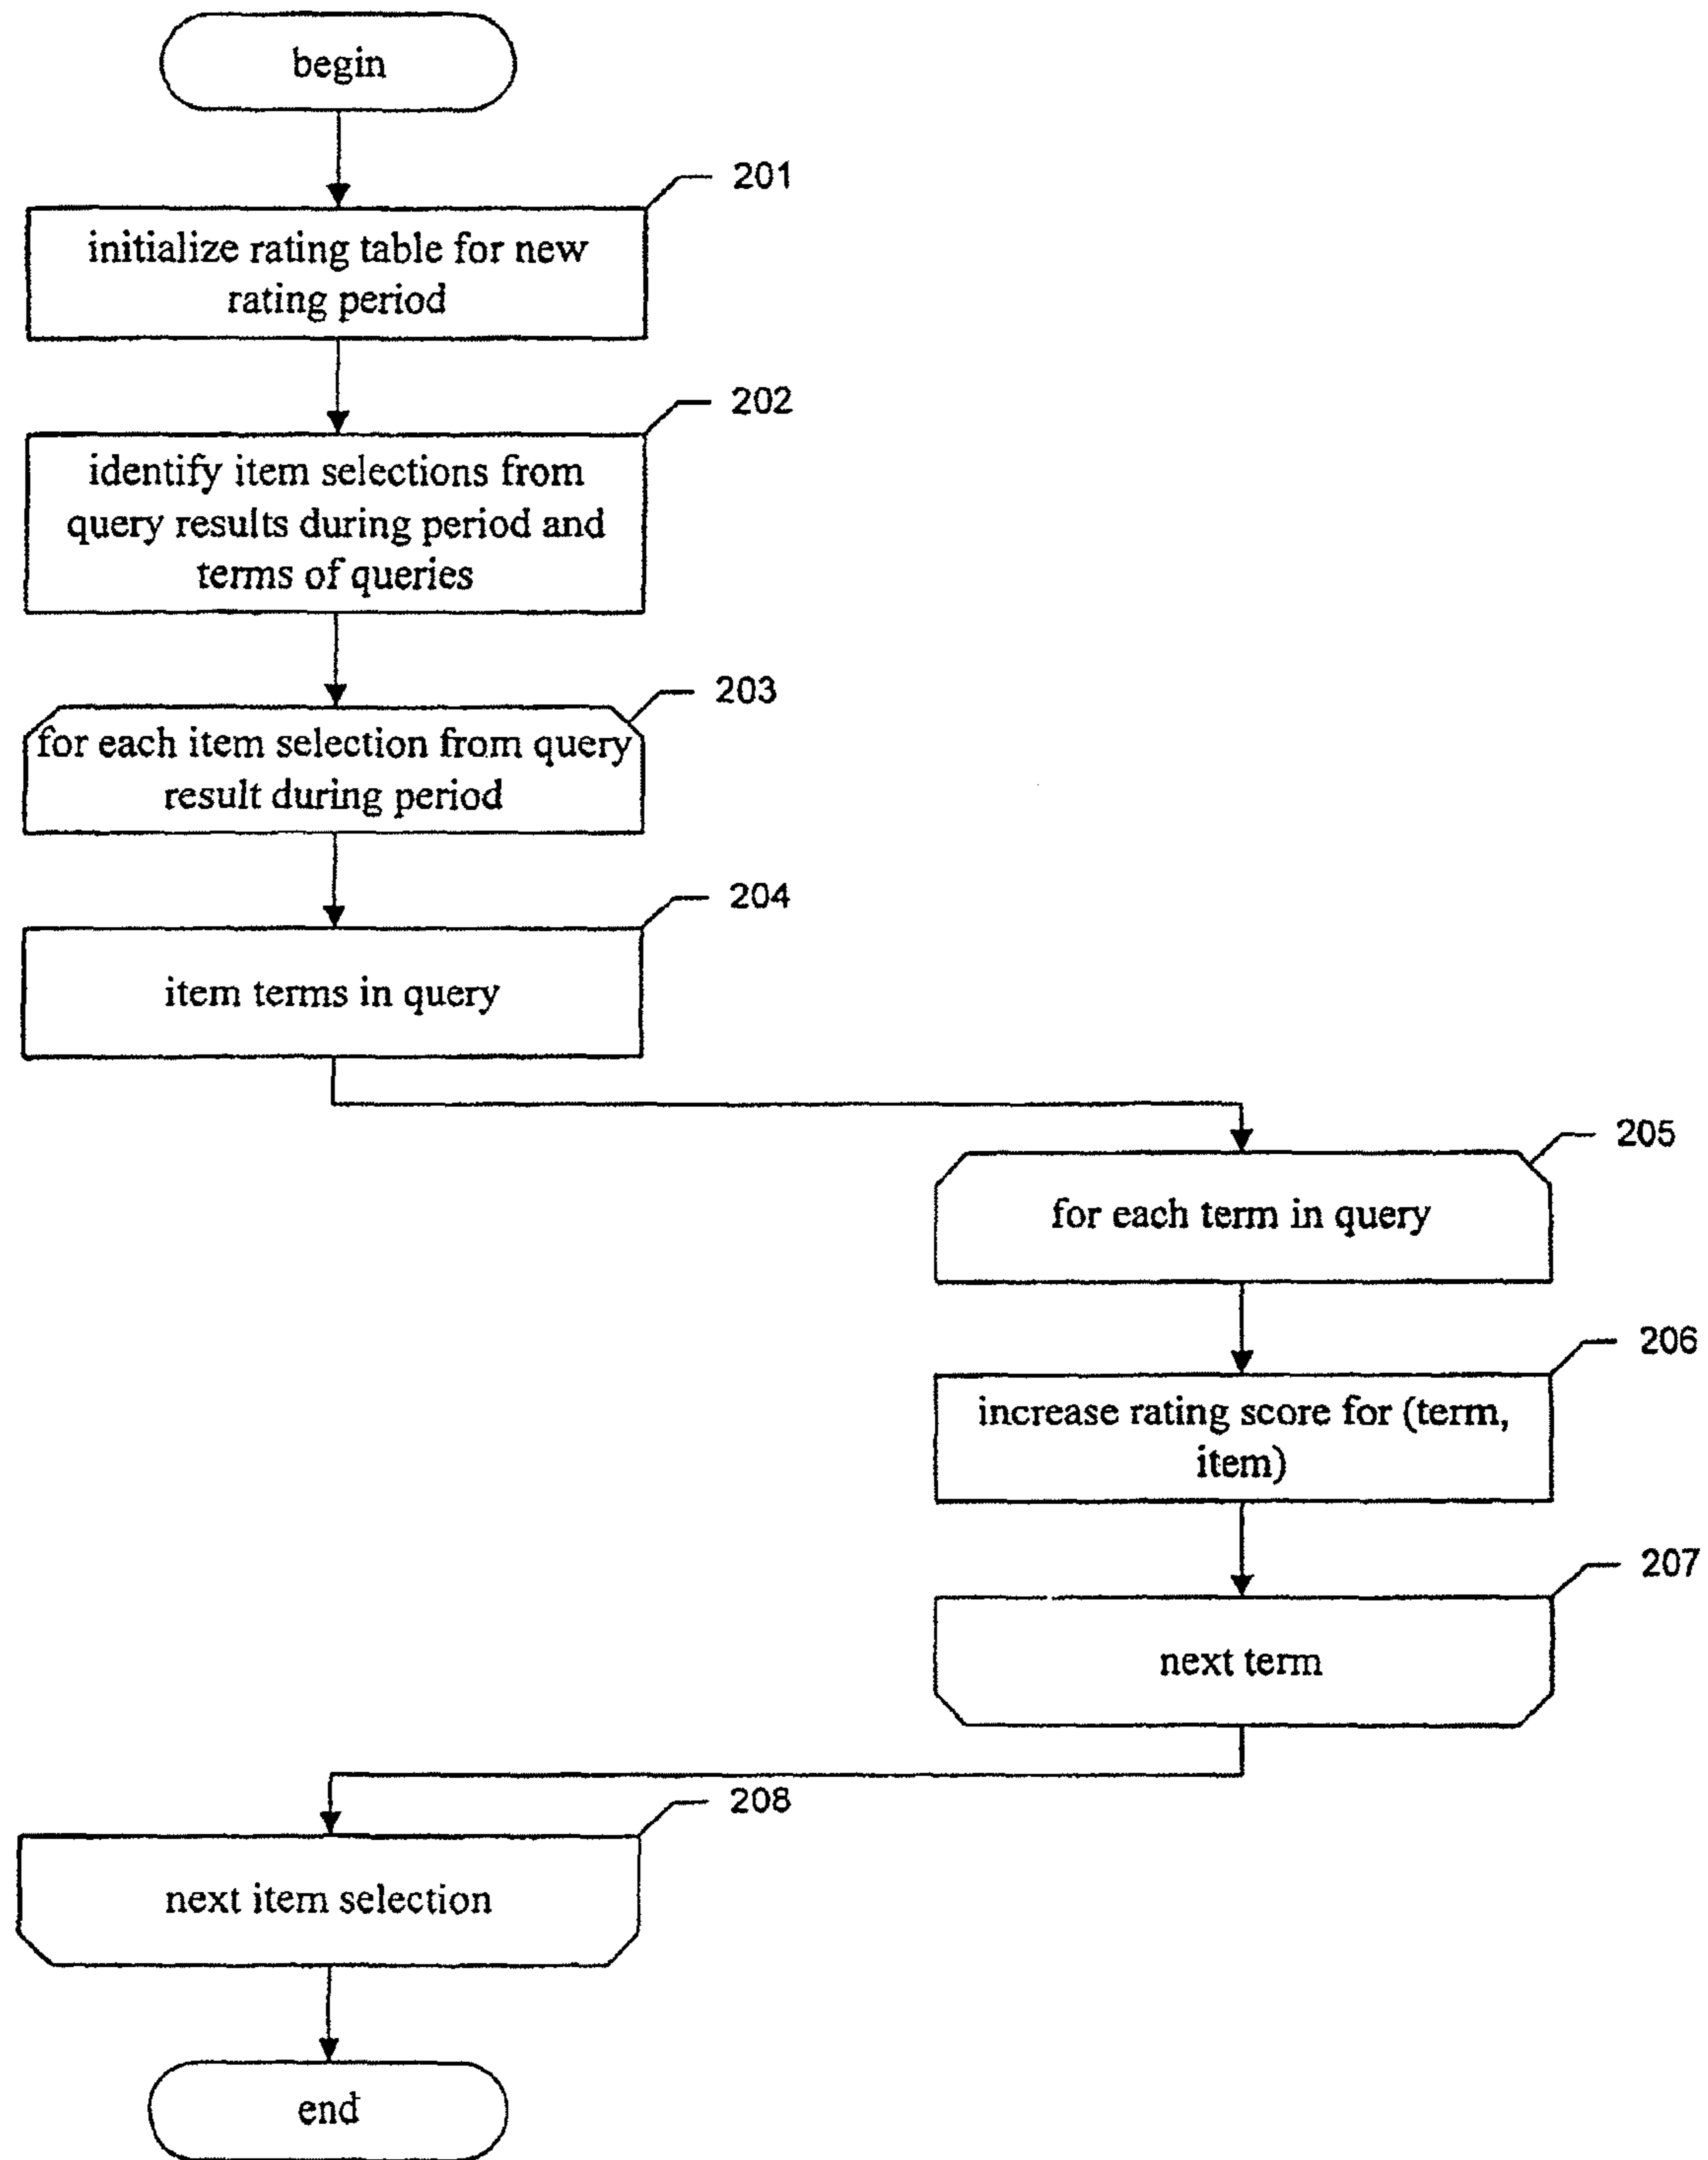 begin
201
initialize rating table for new
rating period
202
identify item selections from
query results during period and
terms of queries
203
for each item selection from query
result during period
204
item terms in query
205
for each term in query
206
increase rating score for (term,
item)
207
next term
208
next item selection
end